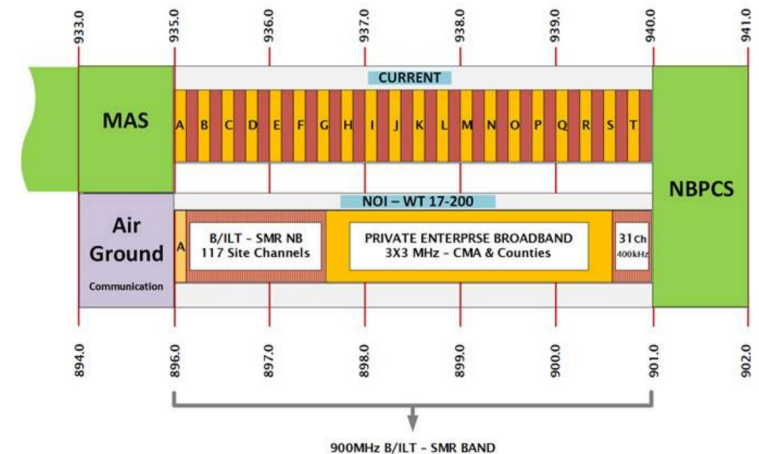 933.0
935.0
936.0
937.0
938.0
939.0
940.0
941.0
CURRENT
MAS
A B C D E F G H I J K L M N O P Q R S T
NBPCS
NOI – WT 17-200
Air
Ground
Communication
A
B/ILT – SMR NB
117 Site Channels
PRIVATE ENTERPRSE BROADBAND
3X3 MHz – CMA & Counties
31Ch
400kHz
894.0
896.0
897.0
898.0
899.0
900.0
901.0
902.0
900MHz B/ILT – SMR BAND